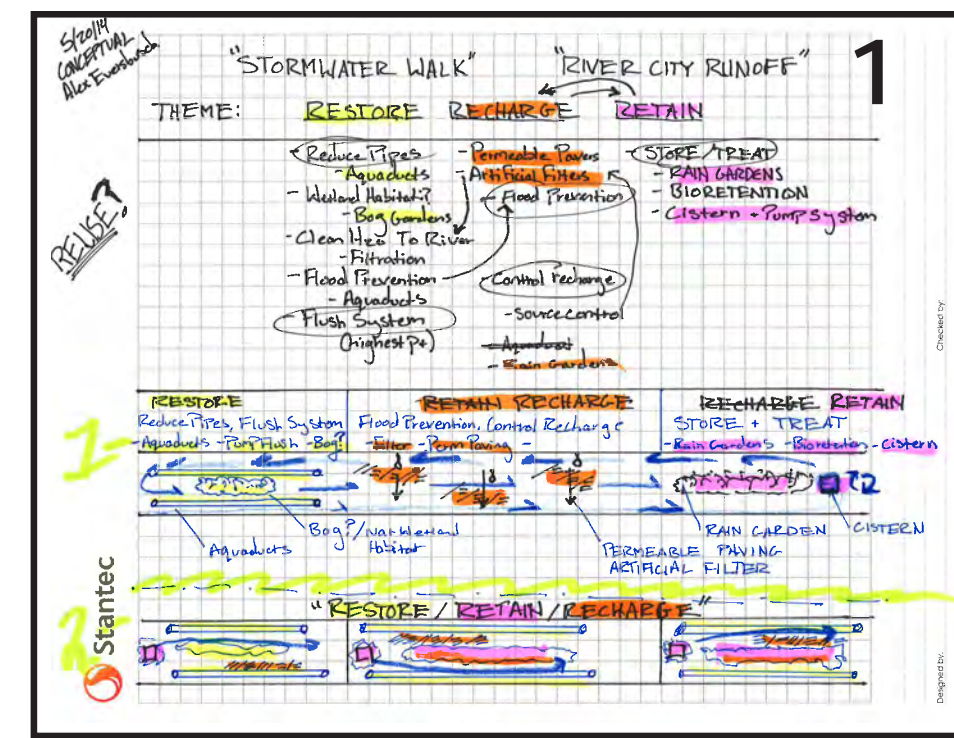 5/20/14
CONCEPTUAL
Alex Eversbusch
1
"STORMWATER WALK" "RIVER CITY RUNOFF"
THEME: RESTORE RECHARGE RETAIN
REUSE?
- Reduce Pipes
- Aquaducts
- Wetland Habitat?
- Bog Gardens
- Clean H2O To River
- Filtration
- Flood Prevention
- Aquaducts
- Flush System
(highest pt)
- Permeable Pavers
- Artificial Filters
- Flood Prevention
- Control recharge
- Source control
- Aquaduct
- Rain Gardens
- STORE/TREAT
- RAIN GARDENS
- BIORETENTION
- Cistern + Pump System
1-
RESTORE
Reduce Pipes, Flush System
- Aquaducts - Pump Flush - Bog?
RETAIN RECHARGE
Flood Prevention, Control Recharge
- Filter - Perm Paving -
RECHARGE RETAIN
STORE + TREAT
- Rain Gardens - Bioretention - Cistern
Aquaducts
Bog?/Nat Wetland
Habitat
PERMEABLE PAVING
ARTIFICIAL FILTER
RAIN GARDEN
CISTERN
2-
"RESTORE/RETAIN/RECHARGE"
Stantec
Checked by:
Designed by: